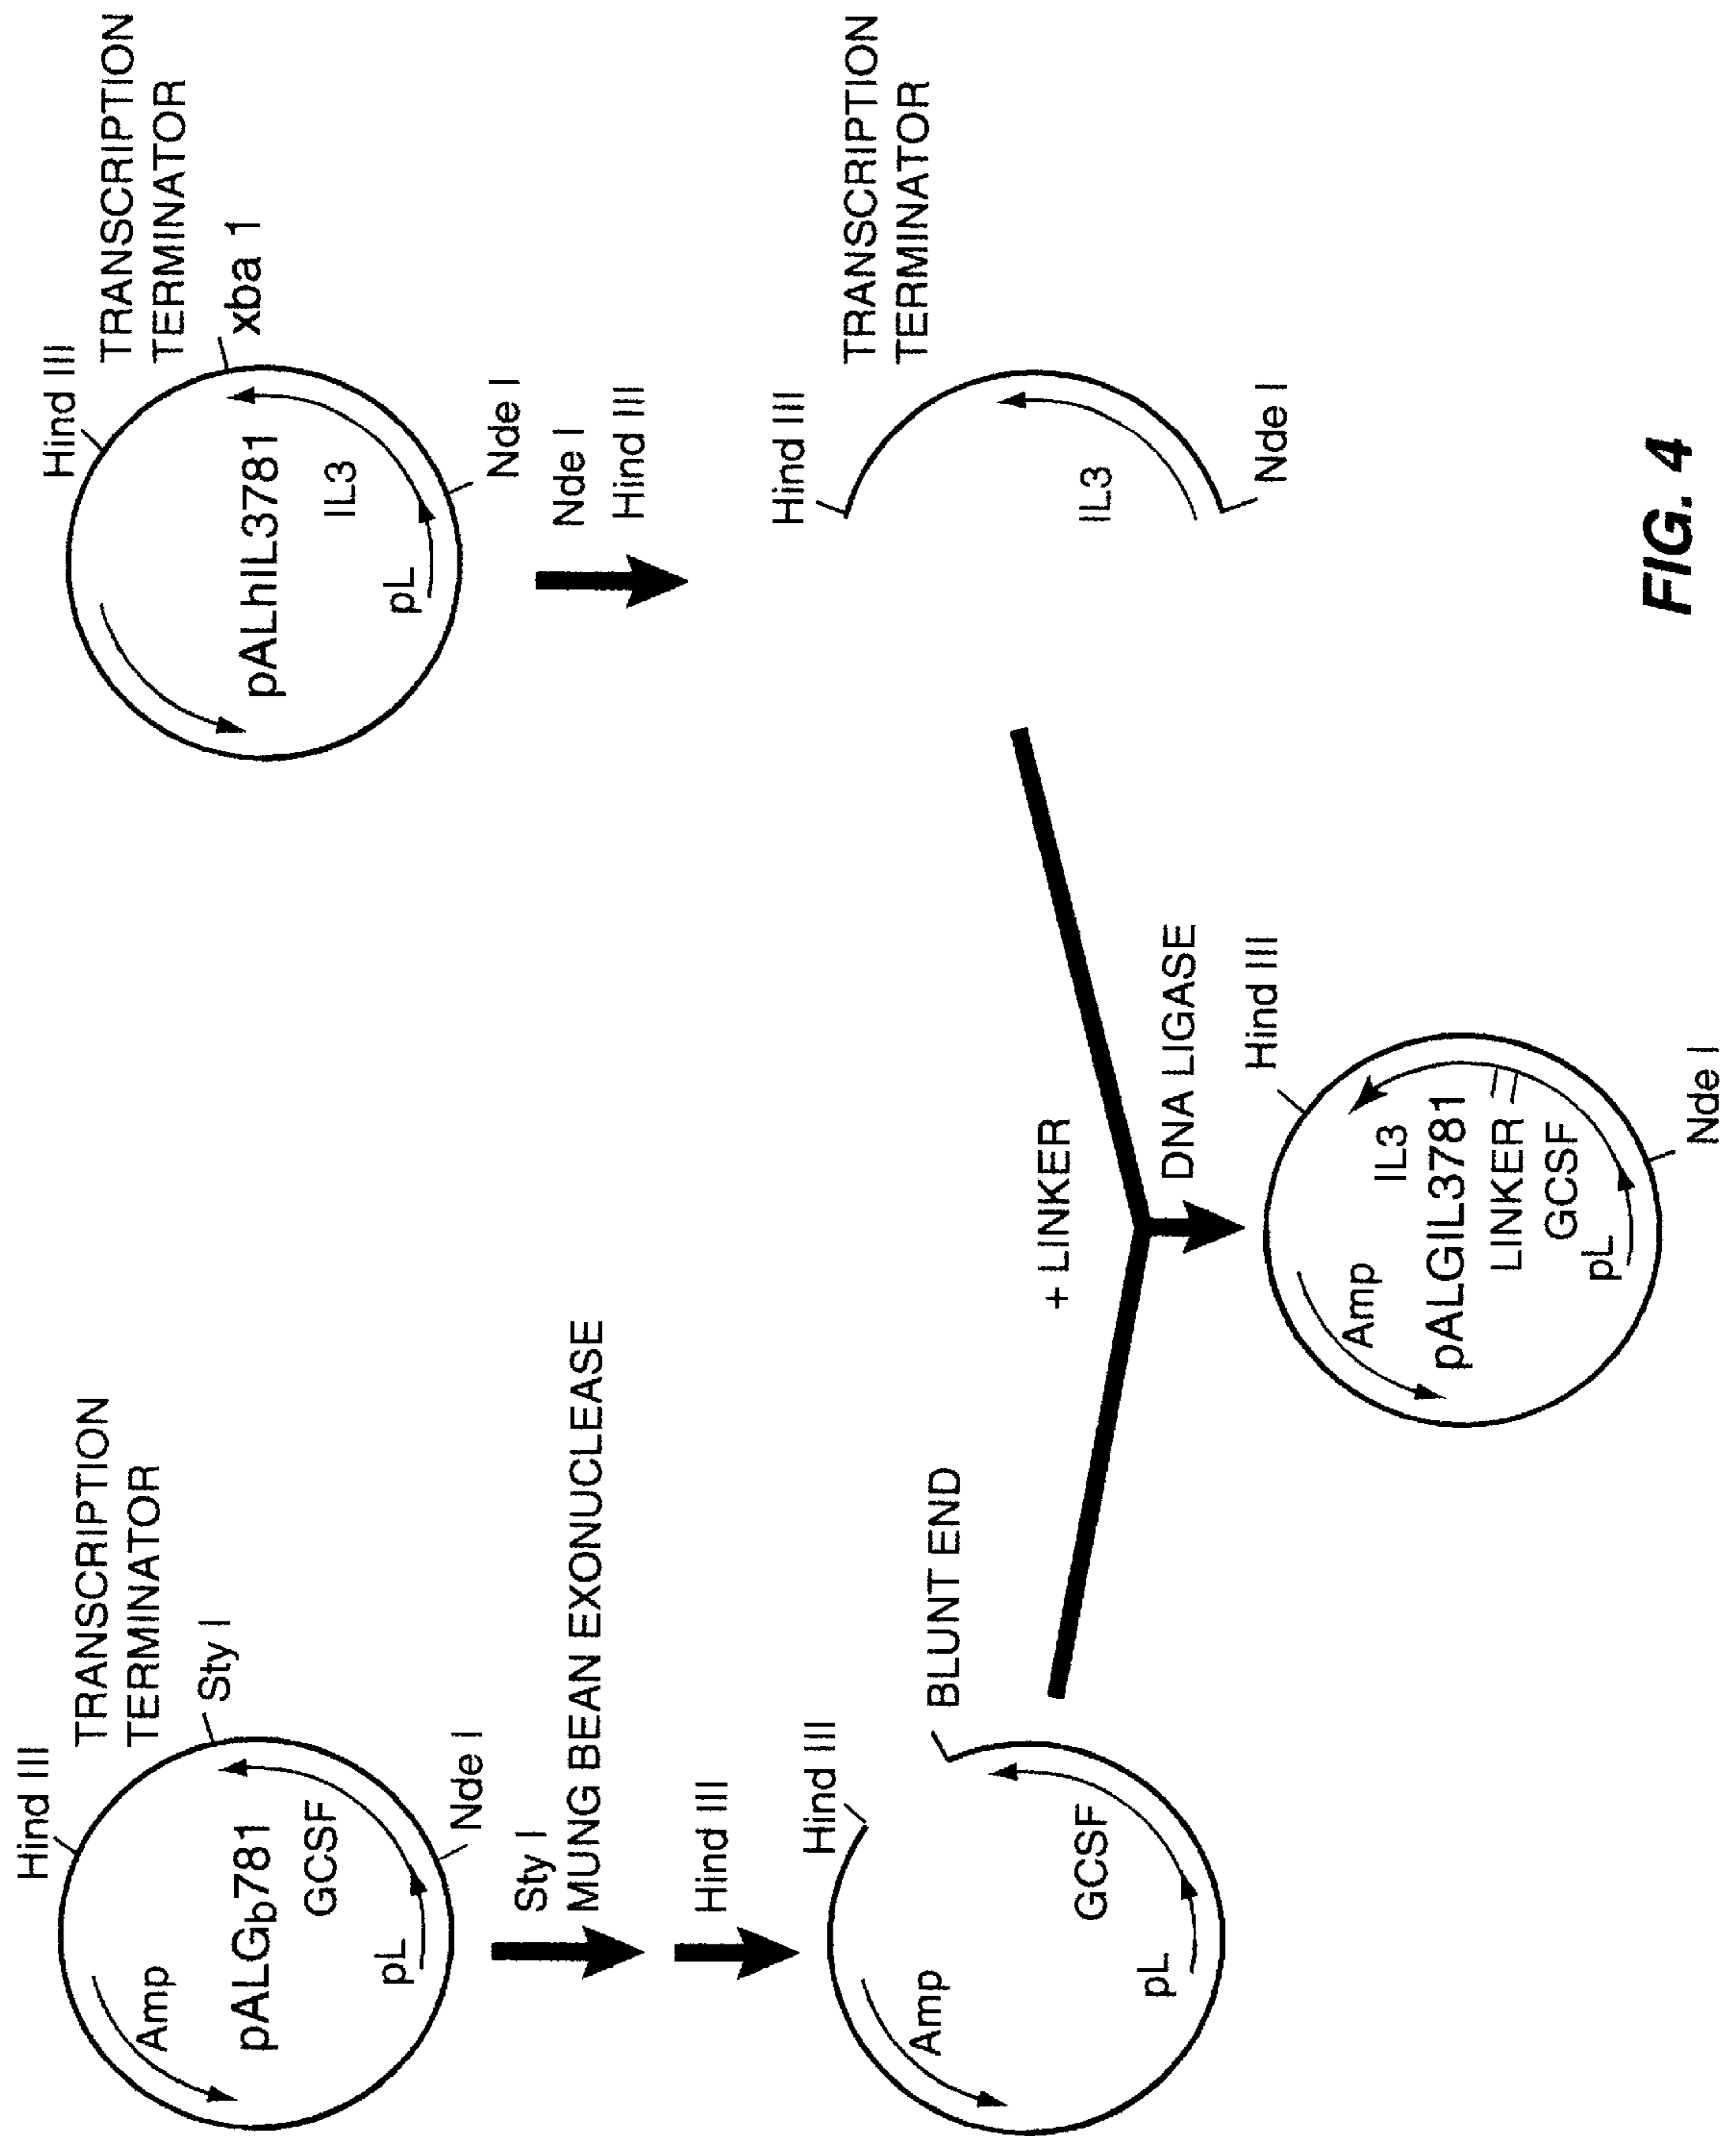 Hind III
TRANSCRIPTION
TERMINATOR
Sty I
Amp
pALGb781
GCSF
pL
Nde I
Sty I
MUNG BEAN EXONUCLEASE
Hind III
Hind III
BLUNT END
Amp
GCSF
pL
Hind III
TRANSCRIPTION
TERMINATOR
xba 1
pALhIL3781
IL3
pL
Nde I
Nde I
Hind III
Hind III
TRANSCRIPTION
TERMINATOR
IL3
Nde I
+ LINKER
DNA LIGASE
Hind III
Amp
IL3
pALGIL3781
LINKER
GCSF
pL
Nde I
FIG. 4